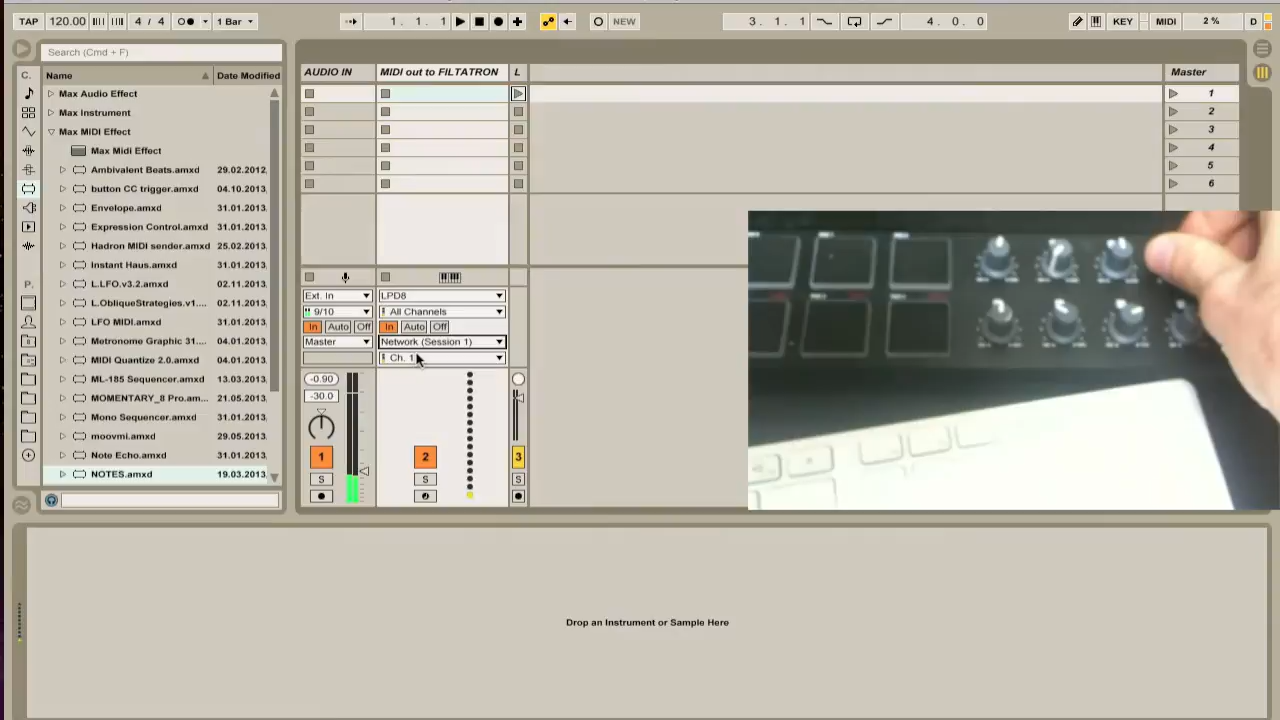 TAP 120.00 4 / 4 1 Bar 1. 1. 1 NEW 3. 1. 1 4. 0. 0 KEY MIDI 2 % D
Search (Cmd + F)
C. Name Date Modified
Max Audio Effect
Max Instrument
Max MIDI Effect
Max Midi Effect
Ambivalent Beats.amxd 29.02.2012,
button CC trigger.amxd 04.10.2013,
Envelope.amxd 31.01.2013,
Expression Control.amxd 31.01.2013,
Hadron MIDI sender.amxd 25.02.2013,
Instant Haus.amxd 31.01.2013,
P. L.LFO.v3.2.amxd 02.11.2013,
L.ObliqueStrategies.v1.... 02.11.2013,
LFO MIDI.amxd 31.01.2013,
Metronome Graphic 31.... 04.01.2013,
MIDI Quantize 2.0.amxd 04.01.2013,
ML-185 Sequencer.amxd 13.03.2013,
MOMENTARY_8 Pro.am... 21.05.2013,
Mono Sequencer.amxd 31.01.2013,
moovmi.amxd 29.05.2013,
Note Echo.amxd 31.01.2013,
NOTES.amxd 19.03.2013,
AUDIO IN MIDI out to FILTATRON L Master
1
2
3
4
5
6
Ext. In LPD8
9/10 All Channels
In Auto Off In Auto Off
Master Network (Session 1)
Ch. 1
-0.90
-30.0
1 2 3
S S S
Drop an Instrument or Sample Here